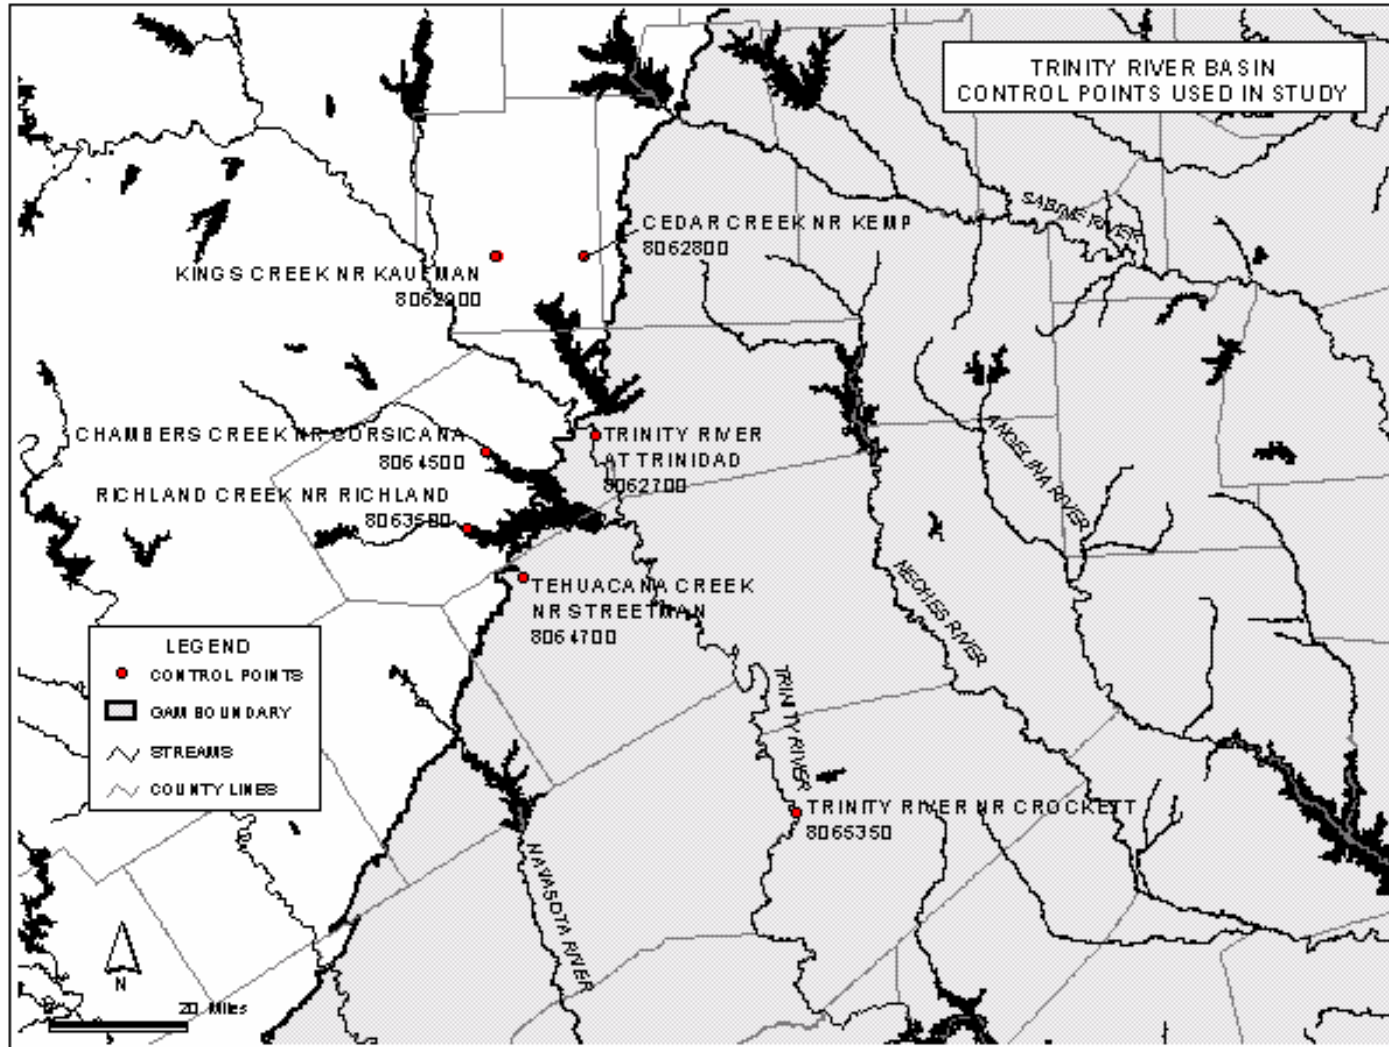 TRINITY RIVER BASIN
CONTROL POINTS USED IN STUDY
SABINE RIVER
CEDAR CREEK NR KEMP
8062800
KINGS CREEK NR KAUFMAN
8062900
CHAMBERS CREEK NR CORSICANA
8064500
TRINITY RIVER
AT TRINIDAD
8062700
RICHLAND CREEK NR RICHLAND
8063500
ANGELINA RIVER
TEHUACANA CREEK
NR STREETMAN
8064700
NECHES RIVER
LEGEND
CONTROL POINTS
GAM BOUNDARY
STREAMS
COUNTY LINES
TRINITY RIVER
TRINITY RIVER NR CROCKETT
8065350
NAVASOTA RIVER
N
0 20 Miles